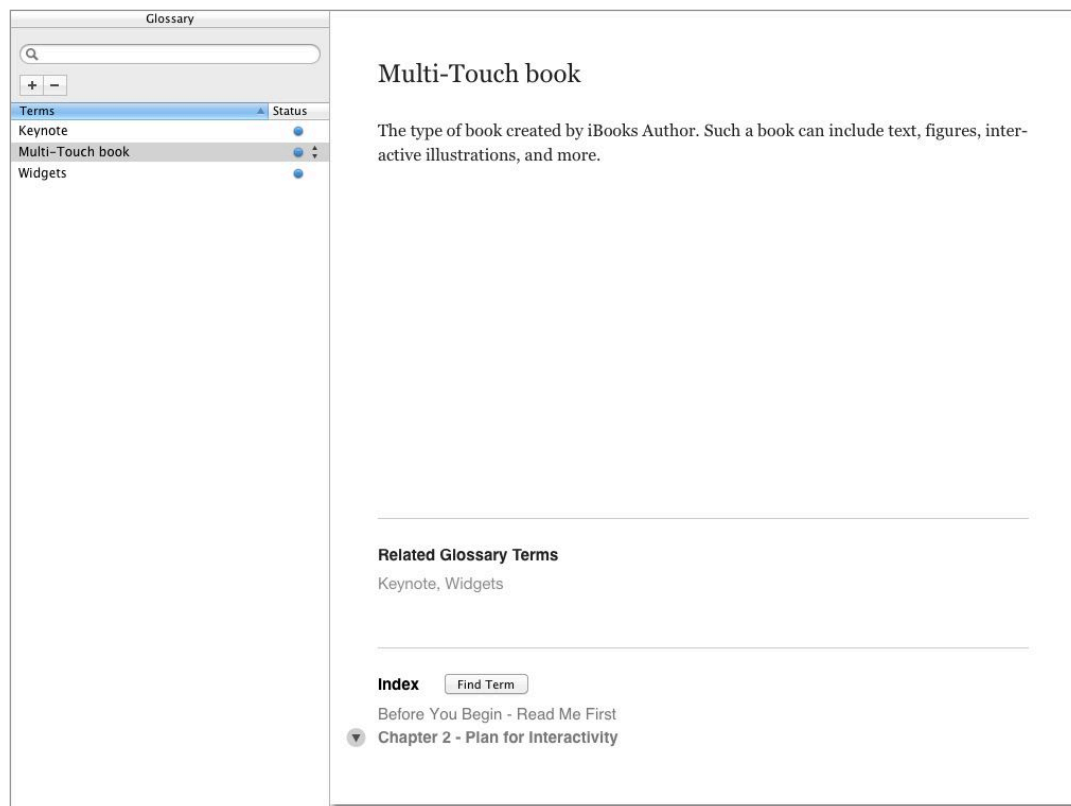 Glossary
+ -
Terms Status
Keynote
Multi-Touch book
Widgets
Multi-Touch book
The type of book created by iBooks Author. Such a book can include text, figures, inter-
active illustrations, and more.
Related Glossary Terms
Keynote, Widgets
Index Find Term
Before You Begin - Read Me First
Chapter 2 - Plan for Interactivity